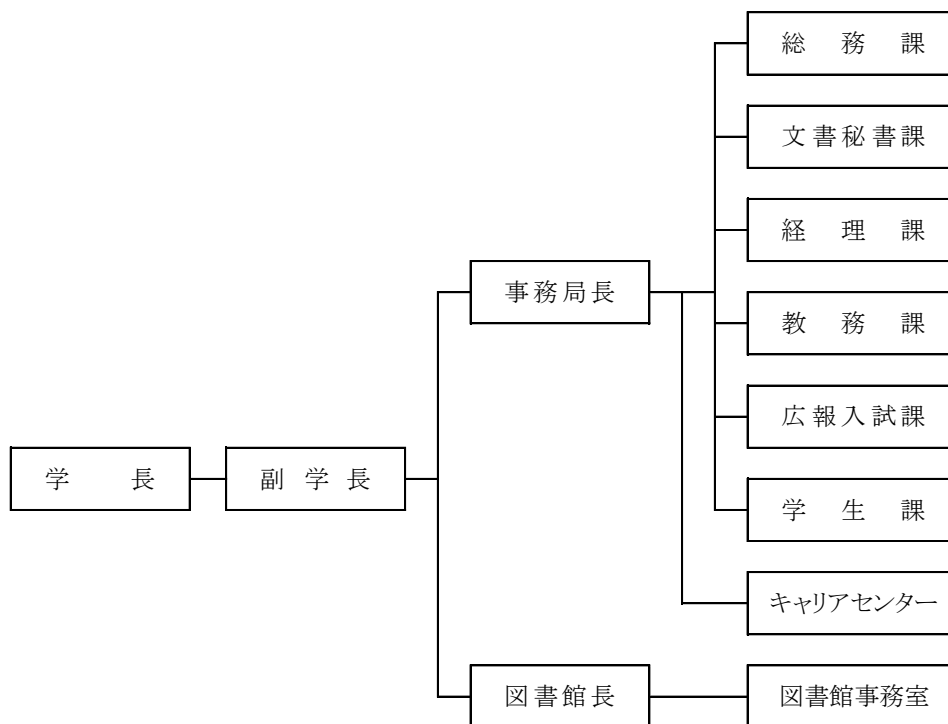 総務課
文書秘書課
経理課
事務局長
教務課
広報入試課
学長
副学長
学生課
キャリアセンター
図書館長
図書館事務室